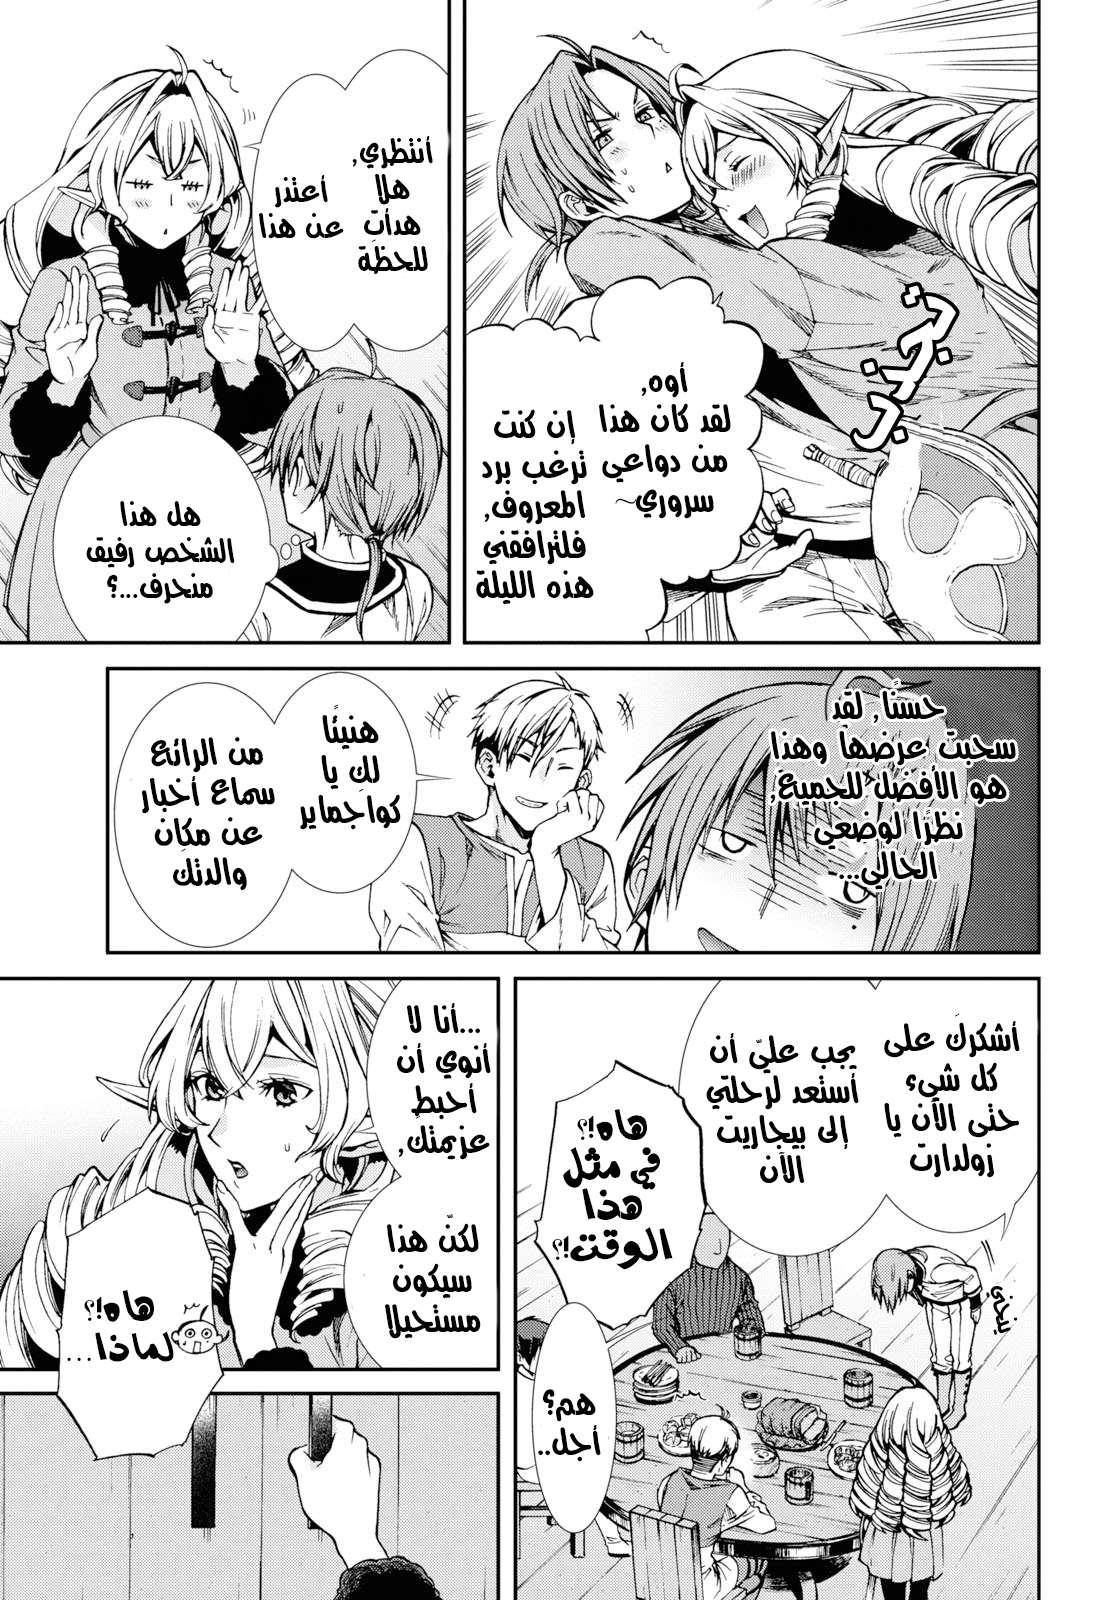 تجذب
أوه,
لقد كان هذا
من دواعي
سروري~
إن كنت
ترغب برد
المعروف,
فلترافقني
هذه الليلة
أنتظري,
هلا
هدأتِ
للحظة
أعتذر
عن هذا
هل هذا
الشخص رفيق
منحرف...؟
حسنًا, لقد
سحبت عرضها وهذا
هو الأفضل للجميع,
نظرًا لوضعي
الحالي...
هنيئًا
لكِ يا
كواجماير
من الرائع
سماع أخبار
عن مكان
والدتك
أشكركَ على
كل شيء
حتى الآن يا
زولدارت
يجب عليّ أن
أستعد لرحلتي
إلى بيجاريت
الآن
ينحني
هاه!؟
في مثل
هذا
الوقت!؟
هم؟
أجل..
...أنا لا
أنوي أن
أحبط
عزيمتك,
لكنّ هذا
سيكون
مستحيلا
هاه!؟
لماذا...